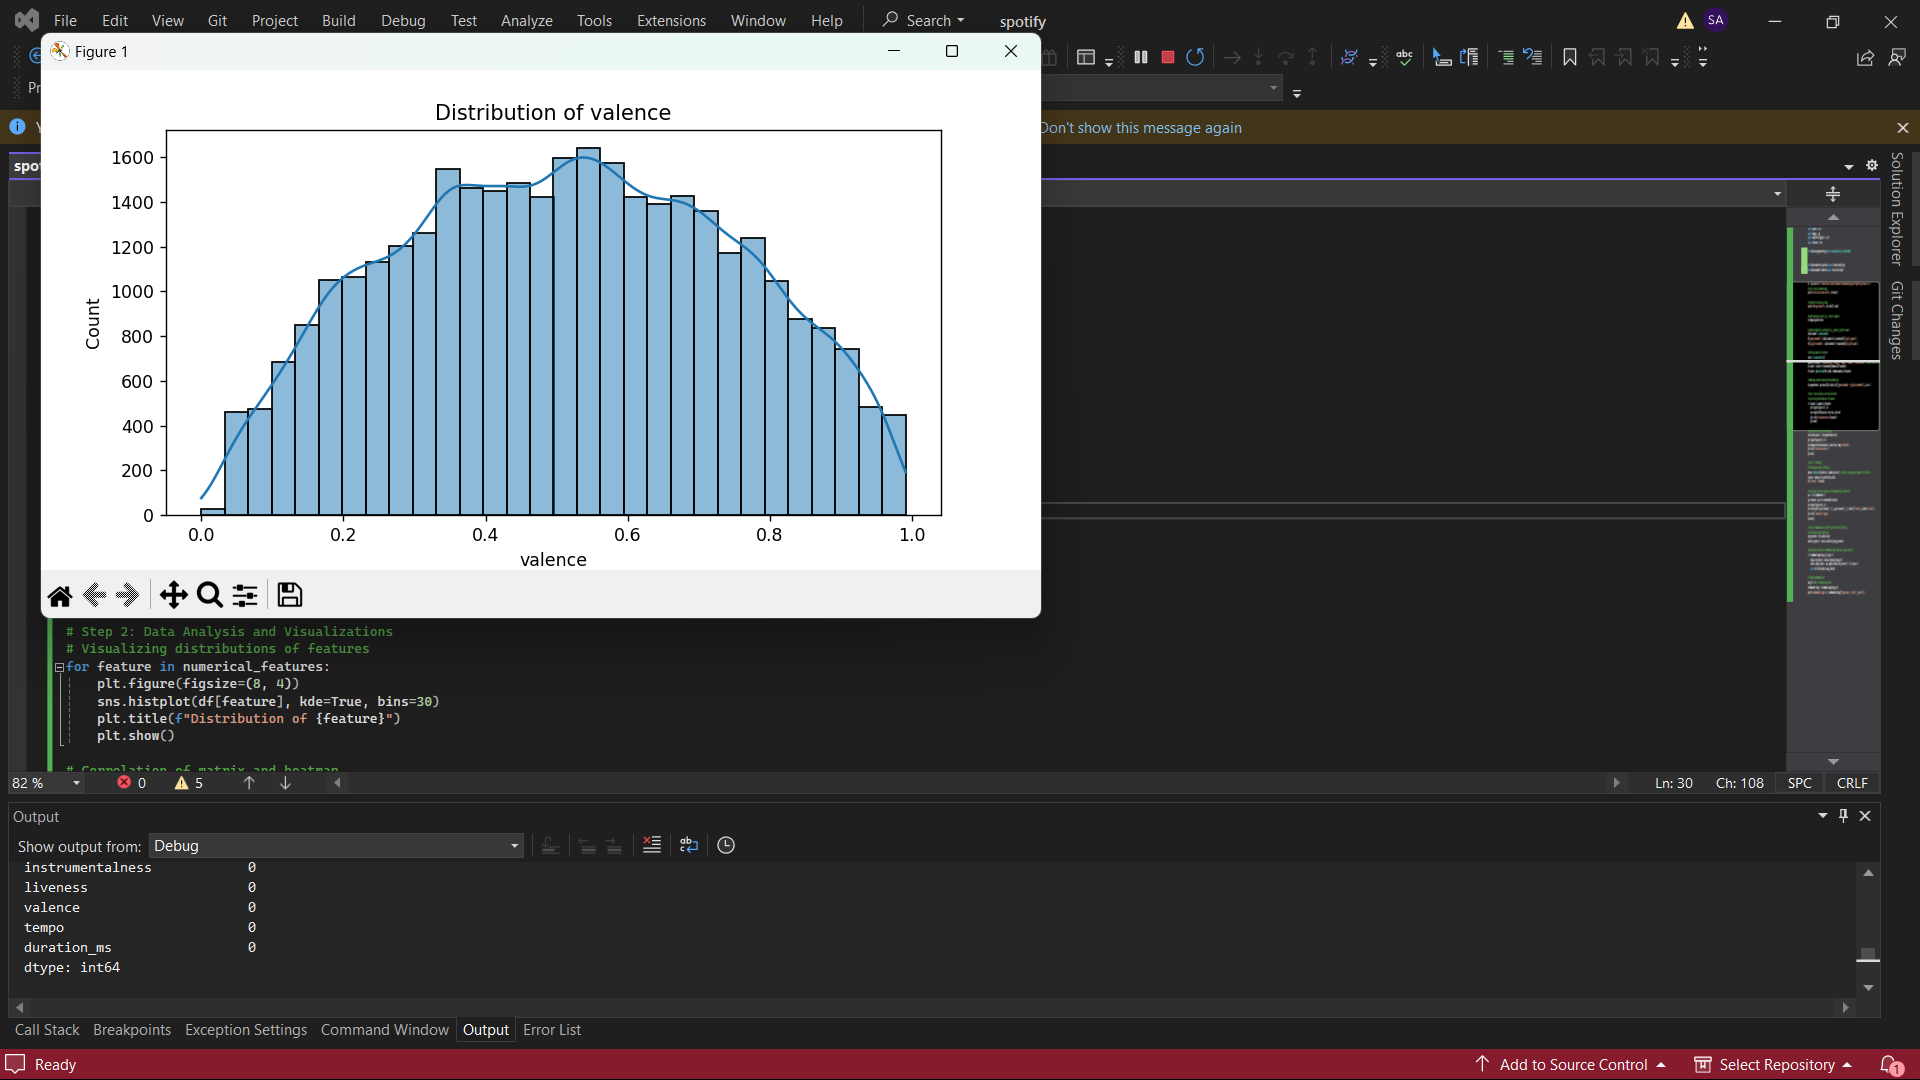 File Edit View Git Project Build Debug Test Analyze Tools Extensions Window Help Search spotify SA
Figure 1
Don't show this message again
Distribution of valence
1600
1400
1200
1000
800
600
400
200
0
Count
0.0 0.2 0.4 0.6 0.8 1.0
valence
Solution Explorer
Git Changes
# Step 2: Data Analysis and Visualizations
# Visualizing distributions of features
for feature in numerical_features:
plt.figure(figsize=(8, 4))
sns.histplot(df[feature], kde=True, bins=30)
plt.title(f"Distribution of {feature}")
plt.show()
# Correlation of matrix and heatmap
82 % 0 5 Ln: 30 Ch: 108 SPC CRLF
Output
Show output from: Debug
instrumentalness 0
liveness 0
valence 0
tempo 0
duration_ms 0
dtype: int64
Call Stack Breakpoints Exception Settings Command Window Output Error List
Ready Add to Source Control Select Repository 1